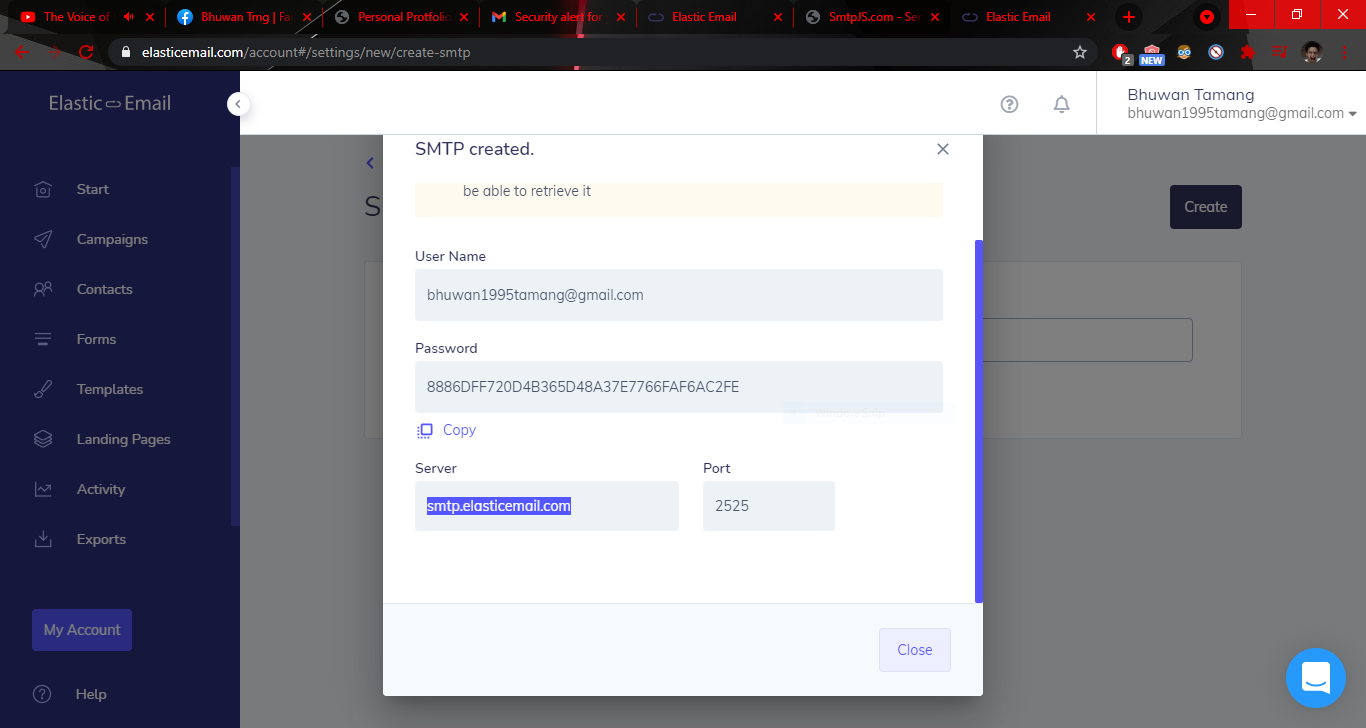 The Voice of
Bhuwan Tmg | Fac
Personal Protfolio
Security alert for
Elastic Email
SmtpJS.com - Sen
Elastic Email
elasticemail.com/account#/settings/new/create-smtp
2
NEW
Elastic Email
Bhuwan Tamang
bhuwan1995tamang@gmail.com
Start
Campaigns
Contacts
Forms
Templates
Landing Pages
Activity
Exports
My Account
Help
S
Create
SMTP created.
be able to retrieve it
User Name
bhuwan1995tamang@gmail.com
Password
8886DFF720D4B365D48A37E7766FAF6AC2FE
Copy
Server
Port
smtp.elasticemail.com
2525
Close